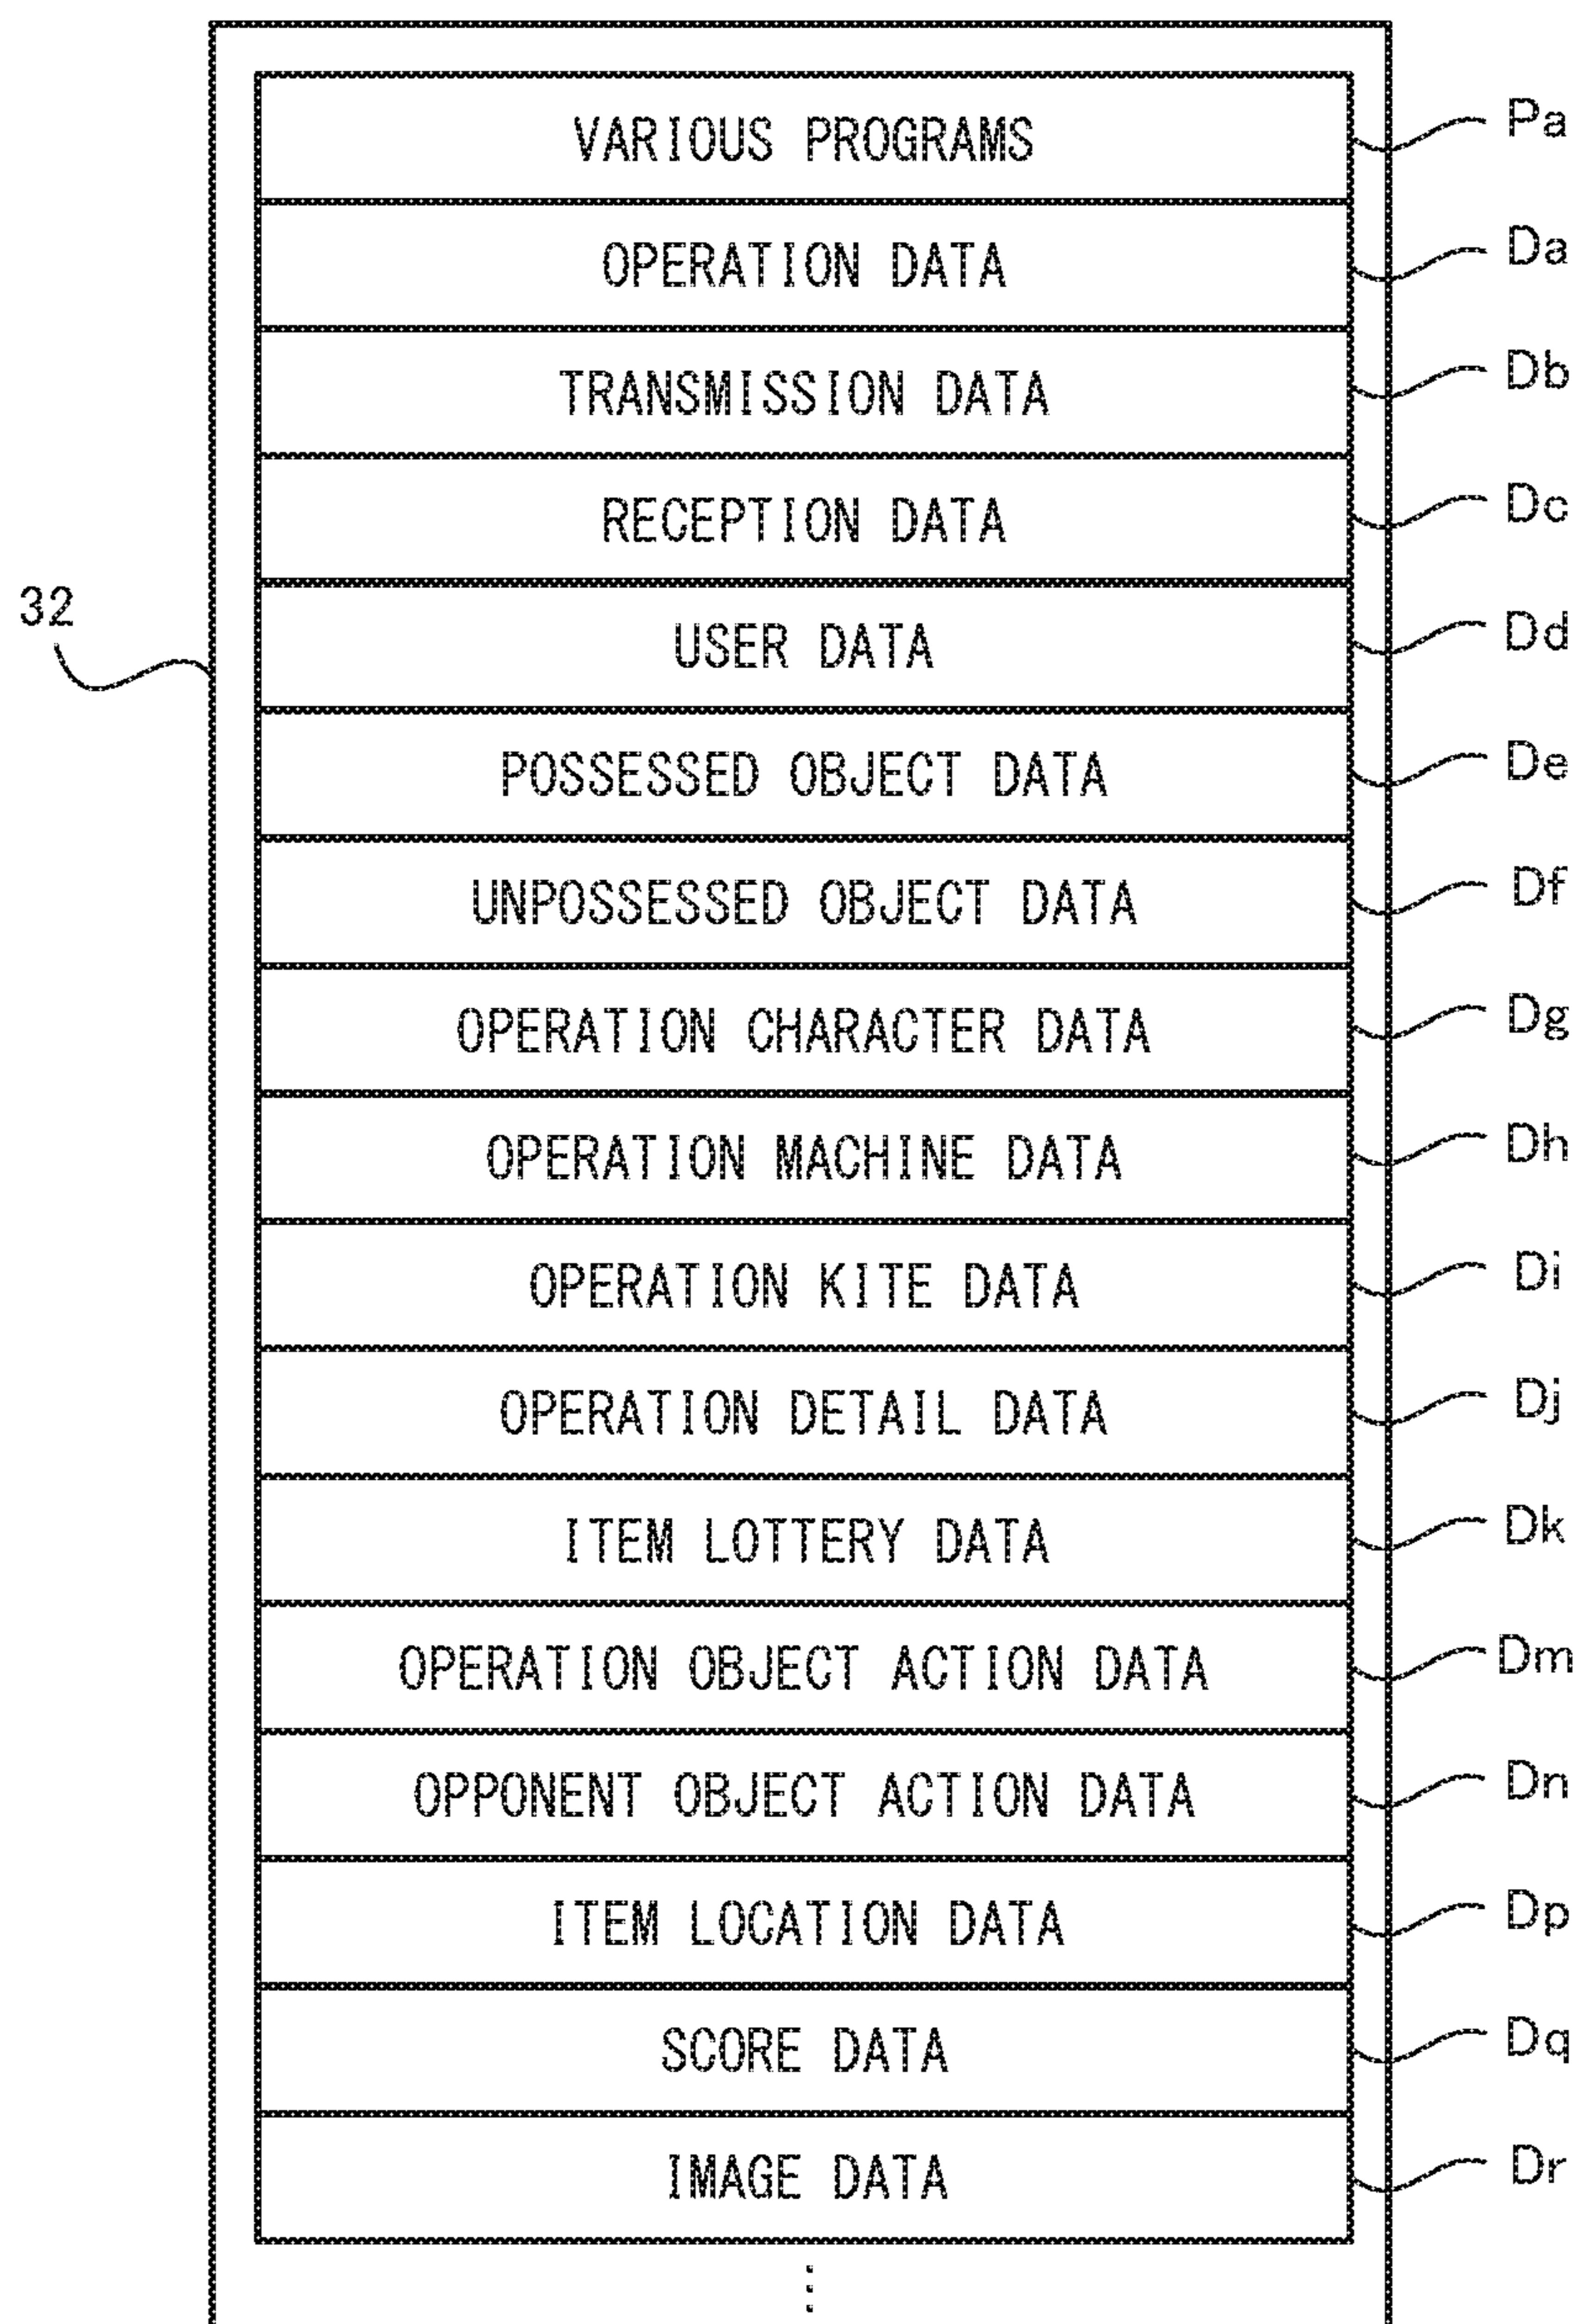 VARIOUS PROGRAMS Pa
OPERATION DATA Da
TRANSMISSION DATA Db
RECEPTION DATA Dc
32
USER DATA Dd
POSSESSED OBJECT DATA De
UNPOSSESSED OBJECT DATA Df
OPERATION CHARACTER DATA Dg
OPERATION MACHINE DATA Dh
OPERATION KITE DATA Di
OPERATION DETAIL DATA Dj
ITEM LOTTERY DATA Dk
OPERATION OBJECT ACTION DATA Dm
OPPONENT OBJECT ACTION DATA Dn
ITEM LOCATION DATA Dp
SCORE DATA Dq
IMAGE DATA Dr